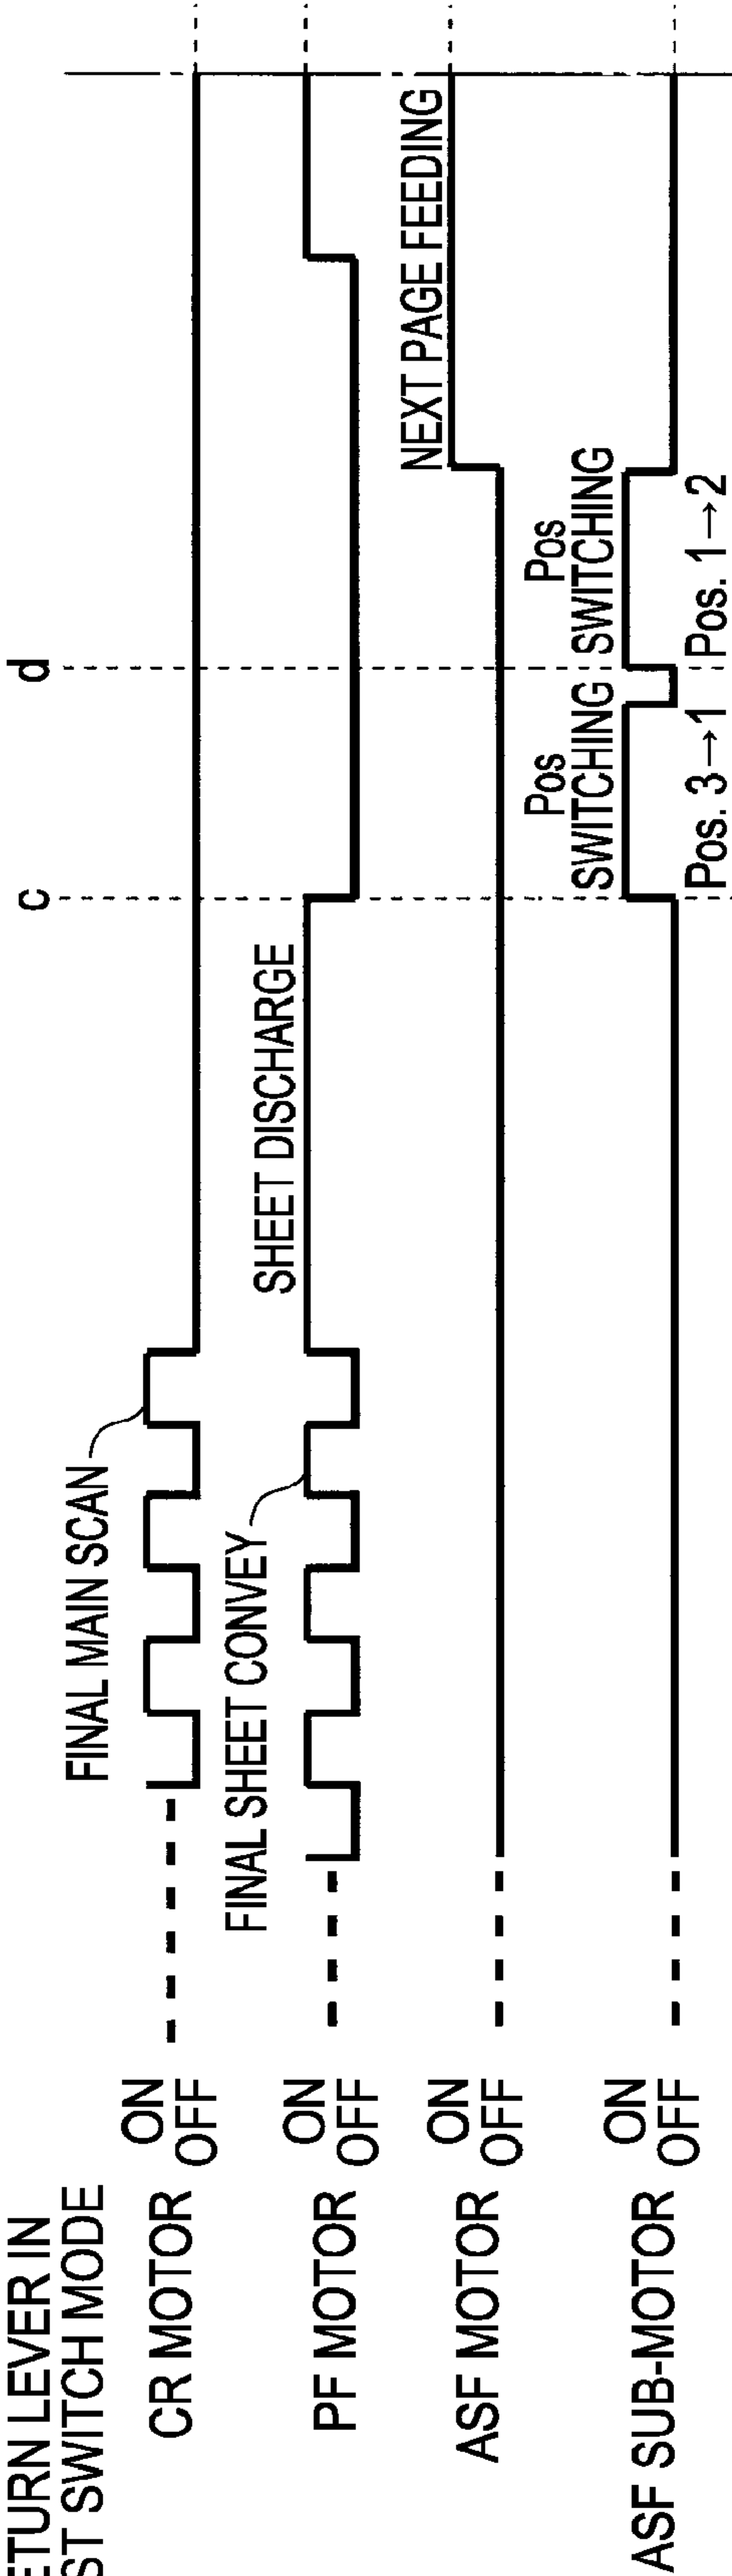 ETURN LEVER IN
ST SWITCH MODE
c
d
CR MOTOR
ON
OFF
FINAL MAIN SCAN
PF MOTOR
ON
OFF
FINAL SHEET CONVEY
SHEET DISCHARGE
ASF MOTOR
ON
OFF
NEXT PAGE FEEDING
ASF SUB-MOTOR
ON
OFF
Pos
SWITCHING
Pos. 3→1
Pos
SWITCHING
Pos. 1→2